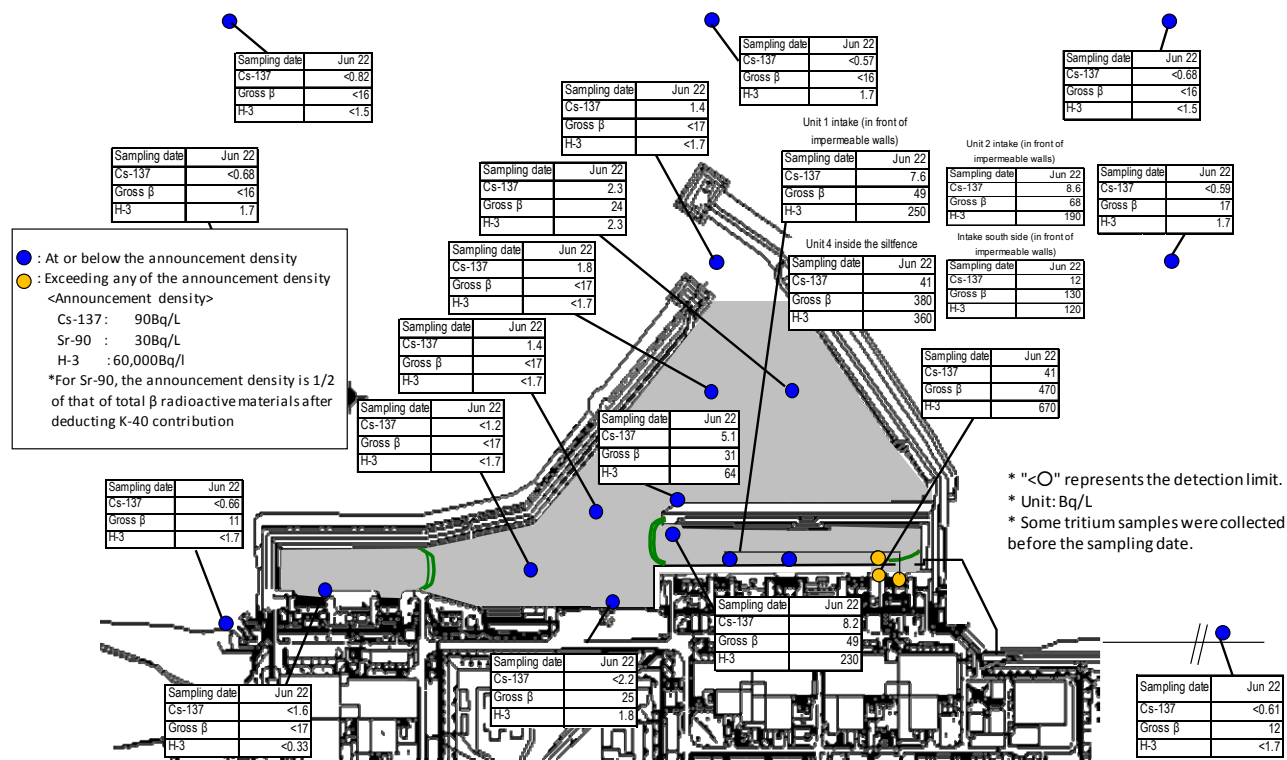 Sampling date Jun 22
Cs-137 <0.82
Gross β <16
H-3 <1.5
Sampling date Jun 22
Cs-137 <0.57
Gross β <16
H-3 1.7
Sampling date Jun 22
Cs-137 <0.68
Gross β <16
H-3 <1.5
Sampling date Jun 22
Cs-137 1.4
Gross β <17
H-3 <1.7
Sampling date Jun 22
Cs-137 <0.68
Gross β <16
H-3 1.7
Sampling date Jun 22
Cs-137 2.3
Gross β 24
H-3 2.3
Unit 1 intake (in front of
impermeable walls)
Sampling date Jun 22
Cs-137 7.6
Gross β 49
H-3 250
Unit 2 intake (in front of
impermeable walls)
Sampling date Jun 22
Cs-137 8.6
Gross β 68
H-3 190
Sampling date Jun 22
Cs-137 <0.59
Gross β 17
H-3 1.7
: At or below the announcement density
: Exceeding any of the announcement density
<Announcement density>
Cs-137 : 90Bq/L
Sr-90 : 30Bq/L
H-3 : 60,000Bq/l
*For Sr-90, the announcement density is 1/2
of that of total β radioactive materials after
deducting K-40 contribution
Sampling date Jun 22
Cs-137 1.8
Gross β <17
H-3 <1.7
Unit 4 inside the siltfence
Sampling date Jun 22
Cs-137 41
Gross β 380
H-3 360
Intake south side (in front of
impermeable walls)
Sampling date Jun 22
Cs-137 12
Gross β 130
H-3 120
Sampling date Jun 22
Cs-137 1.4
Gross β <17
H-3 <1.7
Sampling date Jun 22
Cs-137 41
Gross β 470
H-3 670
Sampling date Jun 22
Cs-137 <1.2
Gross β <17
H-3 <1.7
Sampling date Jun 22
Cs-137 5.1
Gross β 31
H-3 64
* "<O" represents the detection limit.
* Unit: Bq/L
* Some tritium samples were collected
before the sampling date.
Sampling date Jun 22
Cs-137 <0.66
Gross β 11
H-3 <1.7
Sampling date Jun 22
Cs-137 8.2
Gross β 49
H-3 230
Sampling date Jun 22
Cs-137 <2.2
Gross β 25
H-3 1.8
Sampling date Jun 22
Cs-137 <1.6
Gross β <17
H-3 <0.33
Sampling date Jun 22
Cs-137 <0.61
Gross β 12
H-3 <1.7